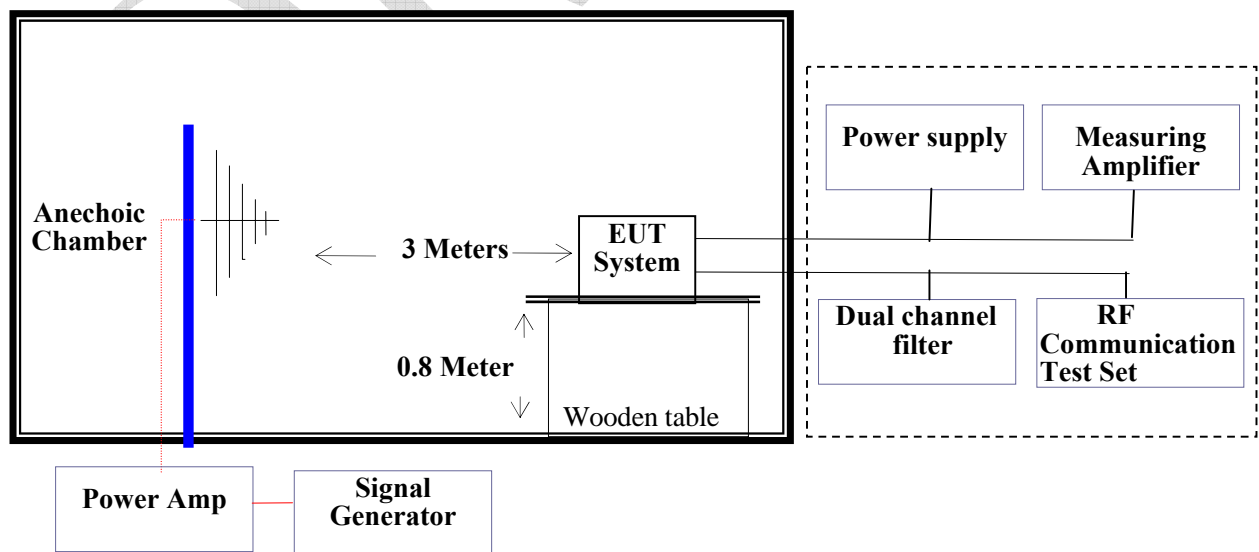 Anechoic
Chamber
3 Meters
EUT
System
0.8 Meter
Wooden table
Power supply
Measuring
Amplifier
Dual channel
filter
RF
Communication
Test Set
Power Amp
Signal
Generator